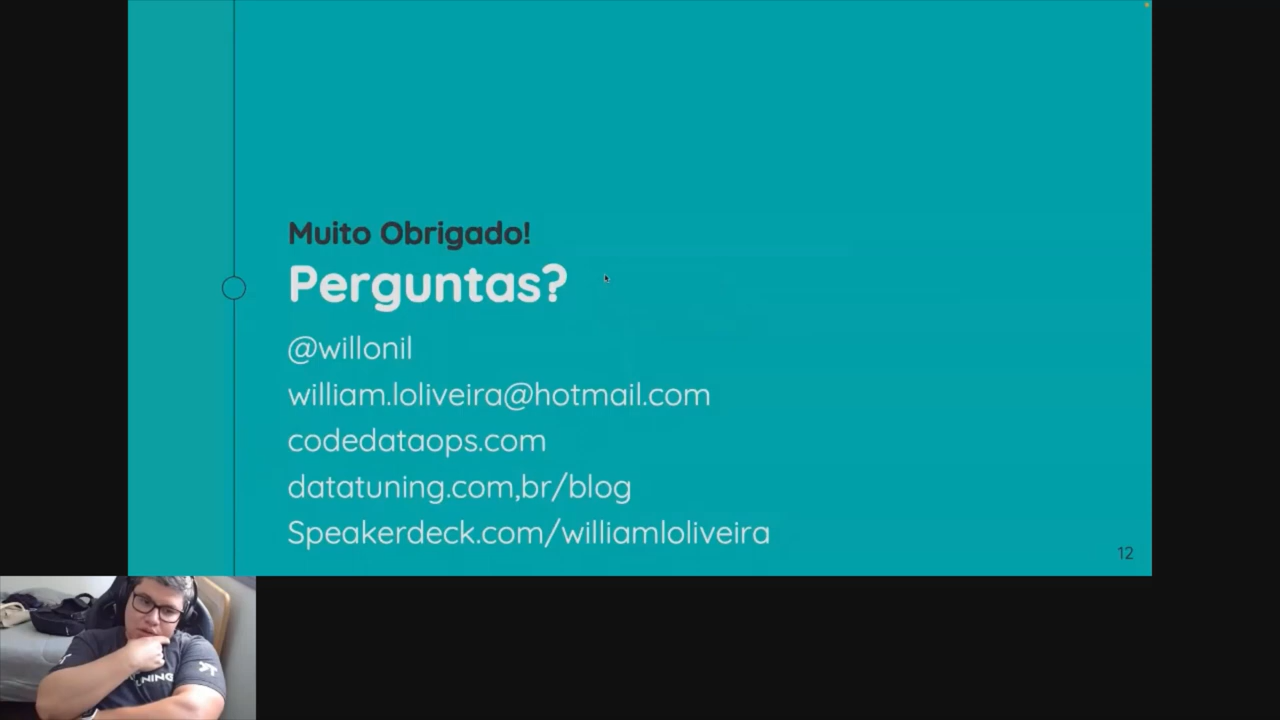 Muito Obrigado!
Perguntas?
@willonil
william.loliveira@hotmail.com
codedataops.com
datatuning.com,br/blog
Speakerdeck.com/williamloliveira
12